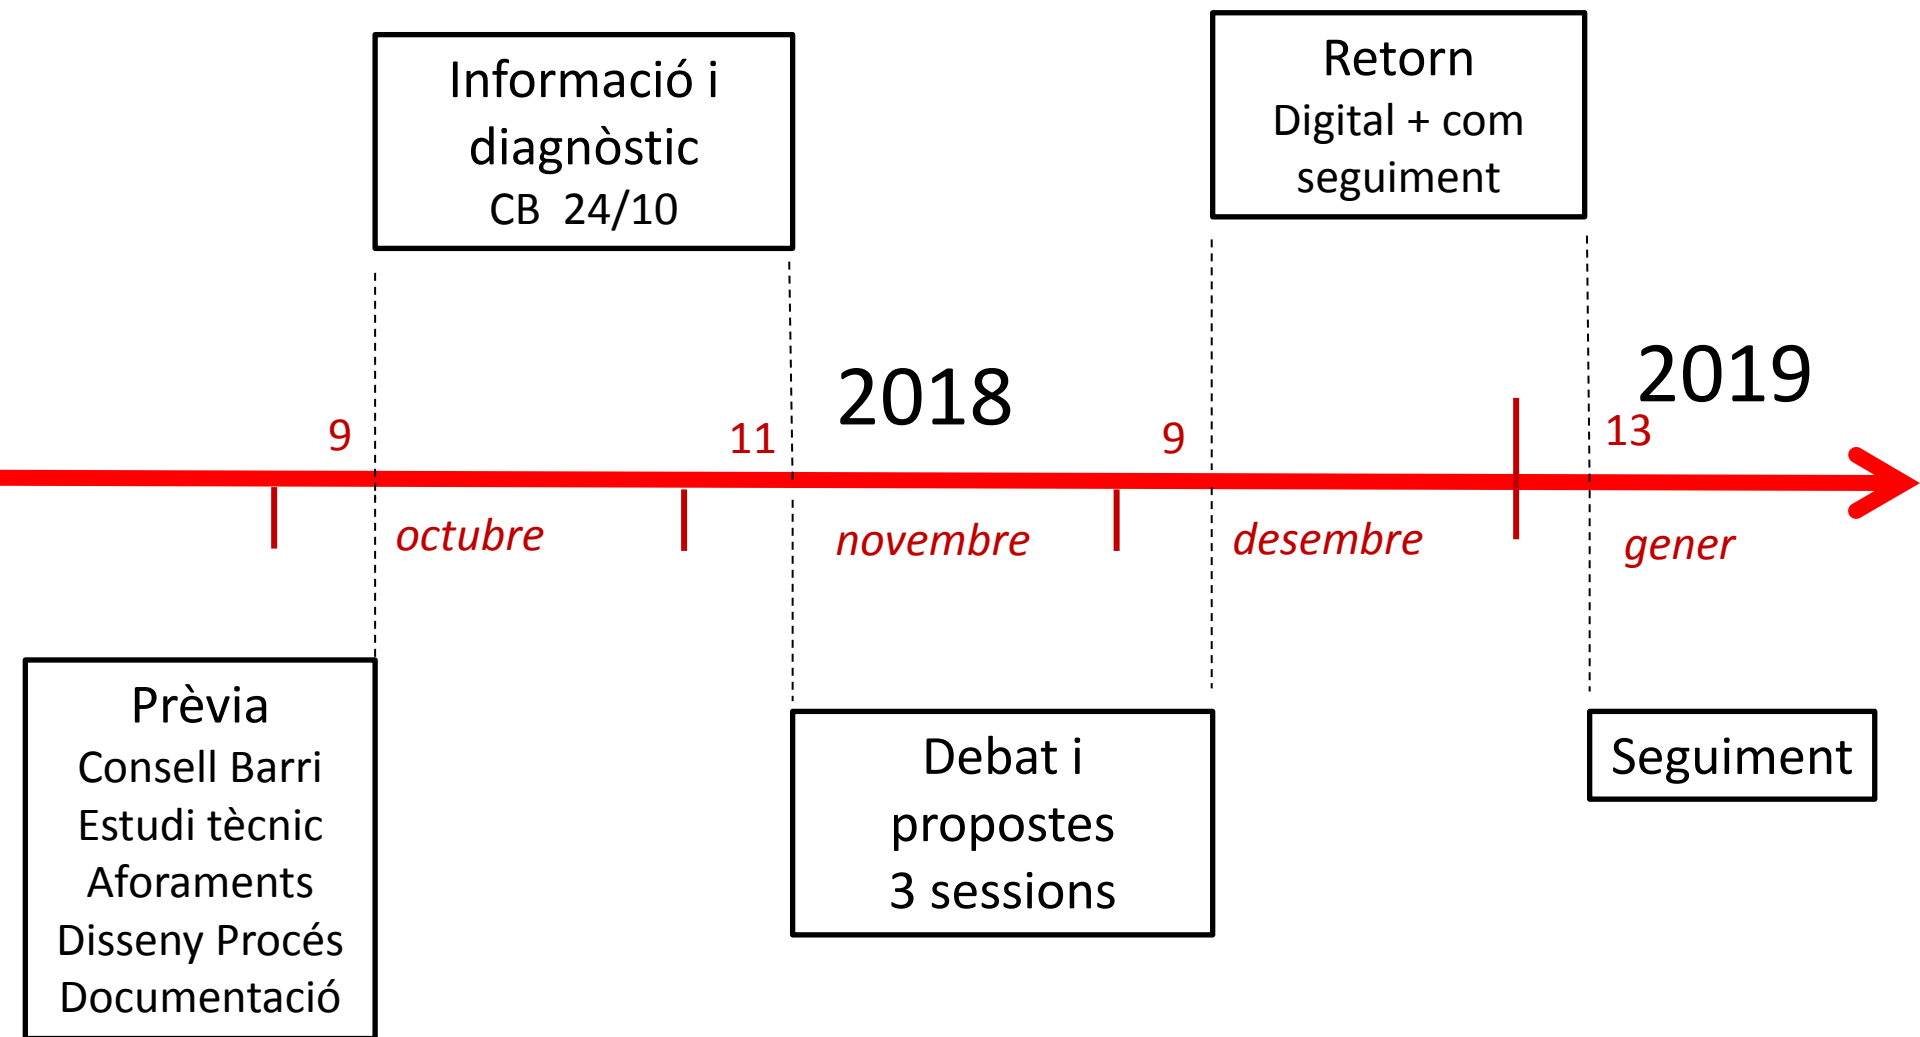 Informació i
diagnòstic
CB  24/10
Retorn
Digital + com
seguiment
2018
2019
9
11
9
13
octubre
novembre
desembre
gener
Prèvia
Consell Barri
Estudi tècnic
Aforaments
Disseny Procés
Documentació
Debat i
propostes
3 sessions
Seguiment